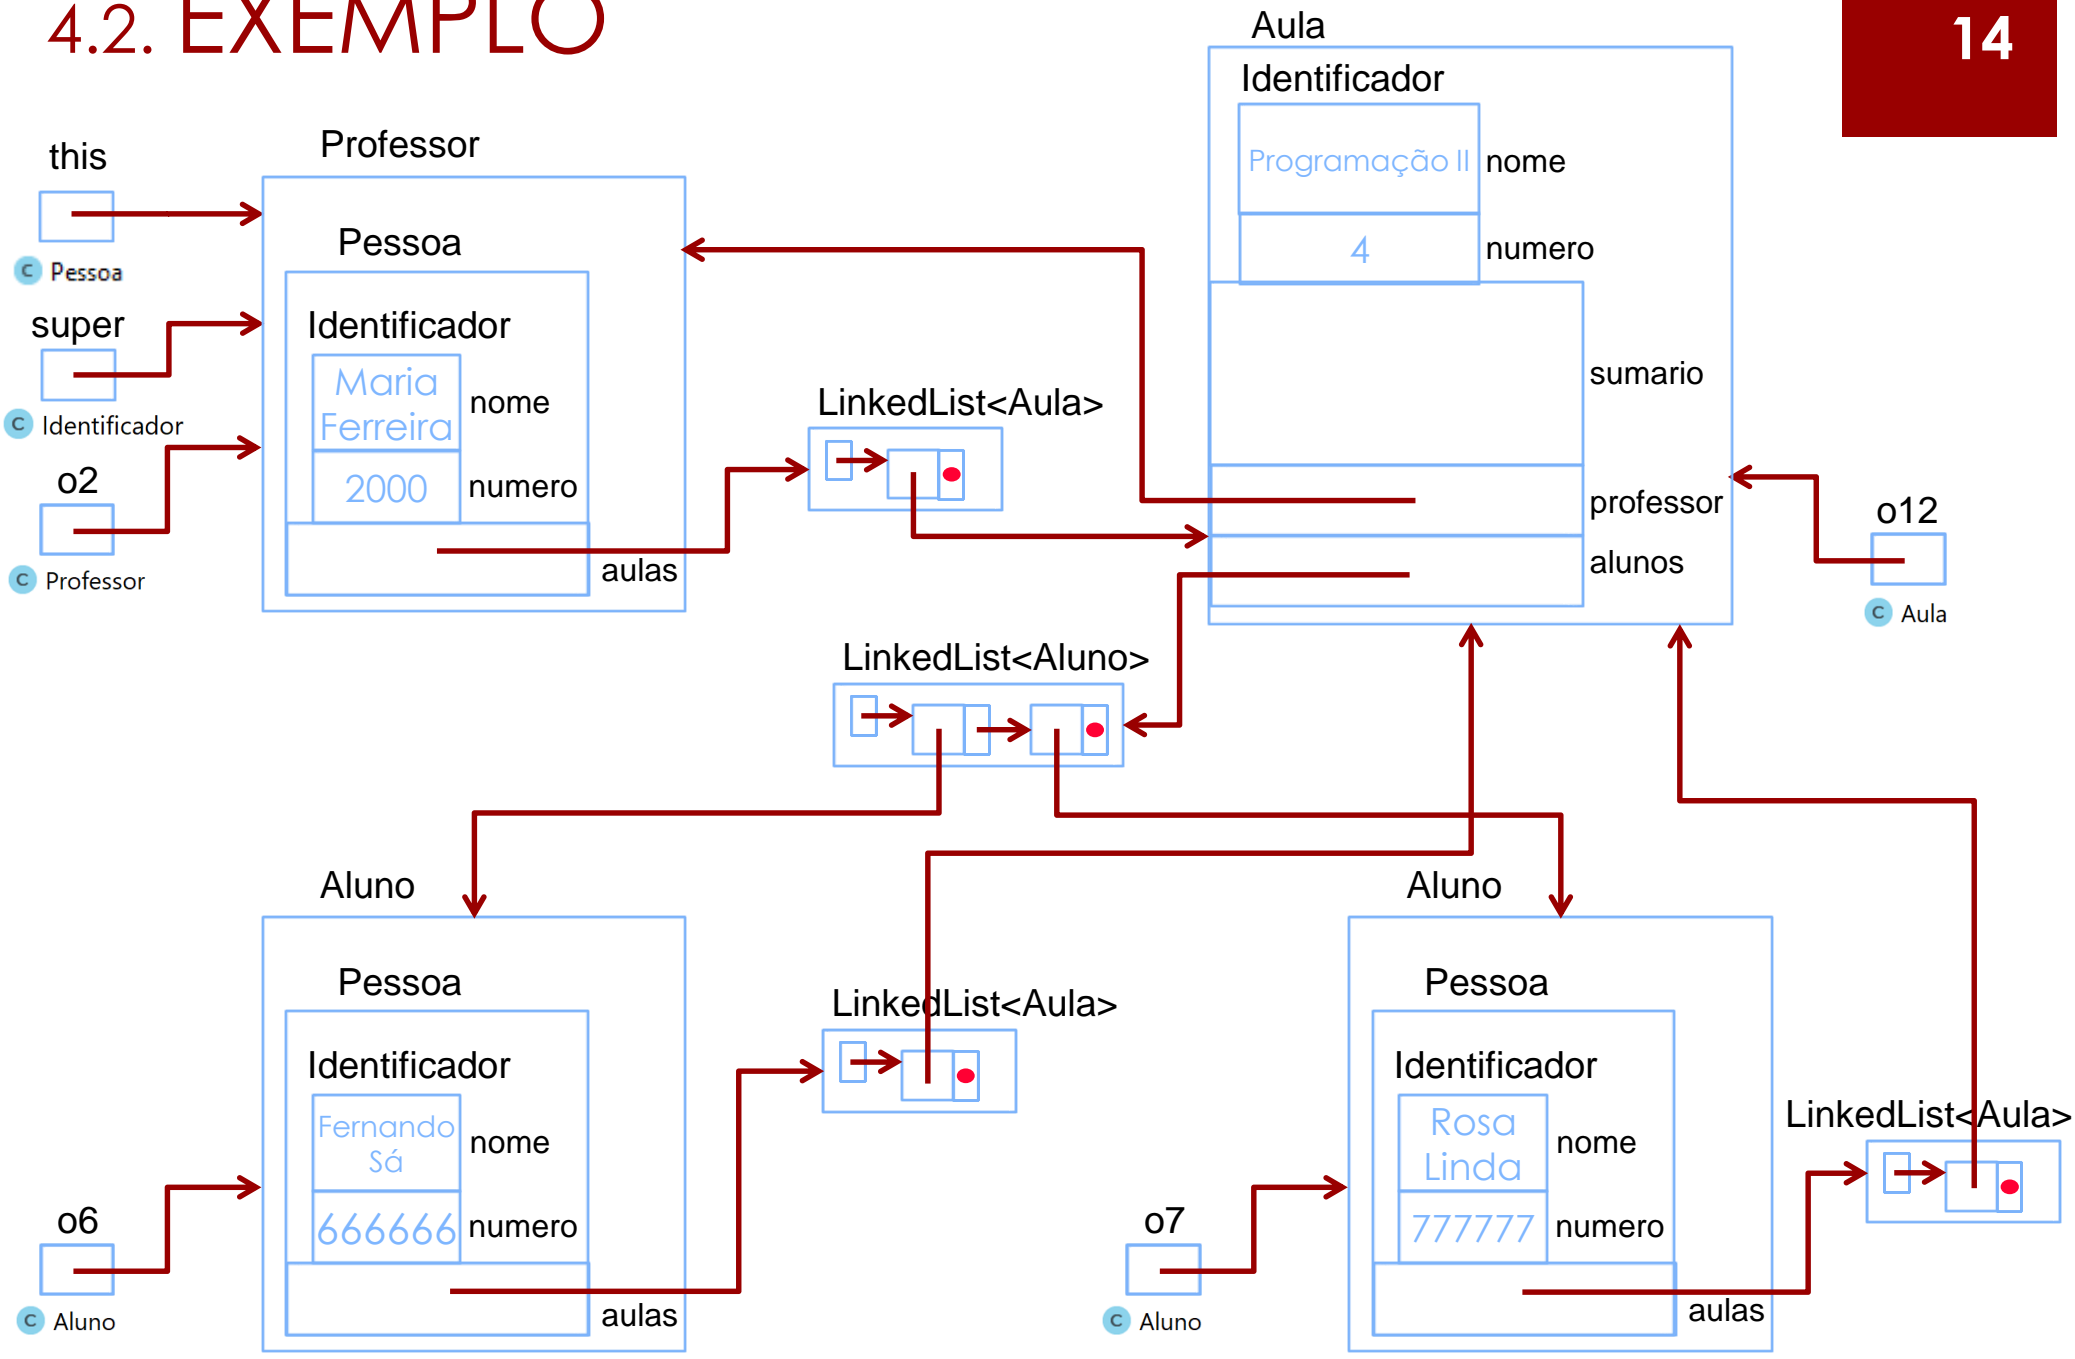 4.2. EXEMPLO
14
Aula
Identificador
Programação II
nome
4
numero
sumario
professor
alunos
this
C Pessoa
super
C Identificador
o2
C Professor
Professor
Pessoa
Identificador
Maria
Ferreira
nome
2000
numero
aulas
LinkedList<Aula>
o12
C Aula
LinkedList<Aluno>
Aluno
Pessoa
Identificador
Fernando
Sá
nome
666666
numero
aulas
o6
C Aluno
LinkedList<Aula>
Aluno
Pessoa
Identificador
Rosa
Linda
nome
777777
numero
aulas
o7
C Aluno
LinkedList<Aula>